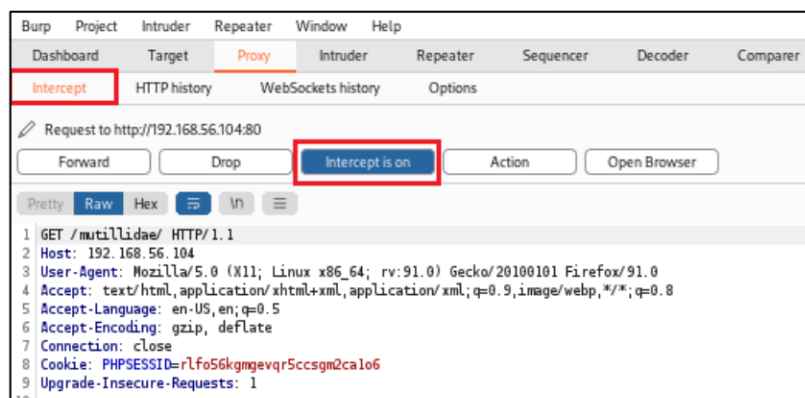 Burp Project Intruder Repeater Window Help
Dashboard Target Proxy Intruder Repeater Sequencer Decoder Comparer
Intercept HTTP history WebSockets history Options
Request to http://192.168.56.104:80
Forward Drop Intercept is on Action Open Browser
Pretty Raw Hex \n
1 GET /mutillidae/ HTTP/1.1
2 Host: 192.168.56.104
3 User-Agent: Mozilla/5.0 (X11; Linux x86_64; rv:91.0) Gecko/20100101 Firefox/91.0
4 Accept: text/html,application/xhtml+xml,application/xml;q=0.9,image/webp,*/*;q=0.8
5 Accept-Language: en-US,en;q=0.5
6 Accept-Encoding: gzip, deflate
7 Connection: close
8 Cookie: PHPSESSID=rlfo56kgmgevqr5ccsgm2ca1o6
9 Upgrade-Insecure-Requests: 1